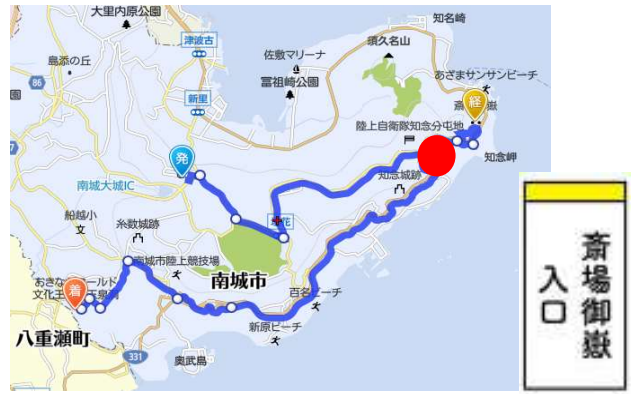 大里内原公園
知名崎
津波古
佐敷マリーナ
須久名山
島添の丘
あざまサンサンビーチ
86
富祖崎公園
園
新里
経
陸上自衛隊知念分屯地
発
知念岬
知念城跡
南城大城IC
船越小
糸数城跡
南城市陸上競技場
南城市
着
百名ビーチ
新原ビーチ
八重瀬町
331
奥武島
斎場御嶽
入口